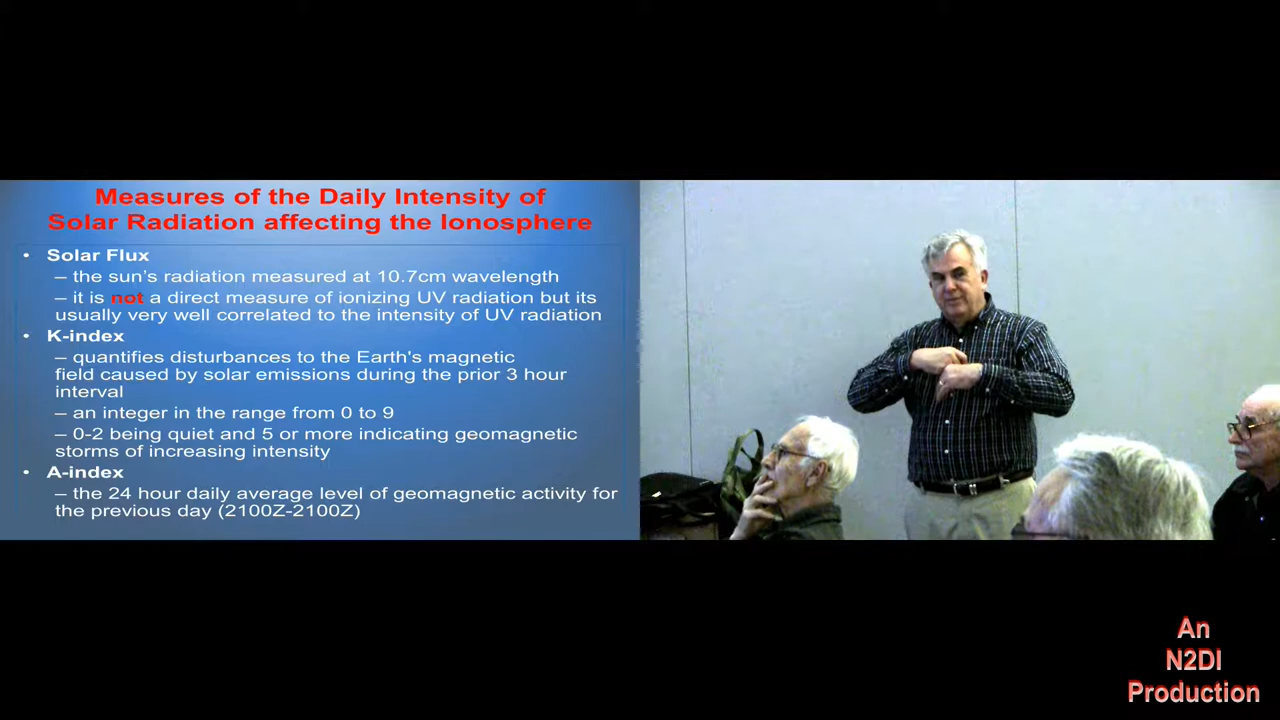 Measures of the Daily Intensity of
Solar Radiation affecting the Ionosphere
• Solar Flux
– the sun's radiation measured at 10.7cm wavelength
– it is not a direct measure of ionizing UV radiation but its
usually very well correlated to the intensity of UV radiation
• K-index
– quantifies disturbances to the Earth's magnetic
field caused by solar emissions during the prior 3 hour
interval
– an integer in the range from 0 to 9
– 0-2 being quiet and 5 or more indicating geomagnetic
storms of increasing intensity
• A-index
– the 24 hour daily average level of geomagnetic activity for
the previous day (2100Z-2100Z)
An
N2DI
Production